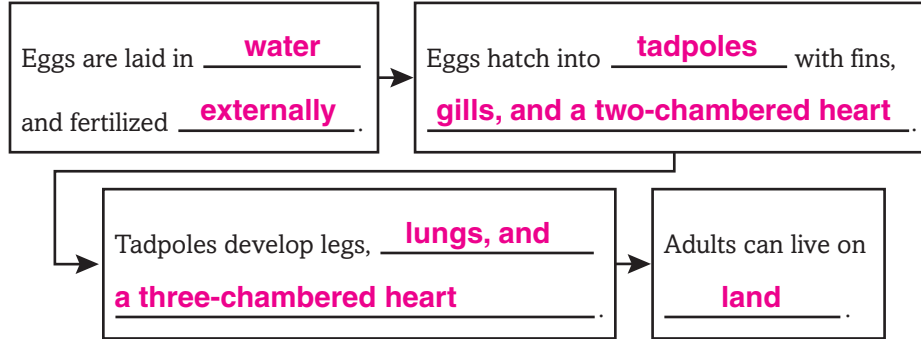 Eggs are laid in water
and fertilized externally.
Eggs hatch into tadpoles with fins,
gills, and a two-chambered heart.
Tadpoles develop legs, lungs, and
a three-chambered heart.
Adults can live on
land.